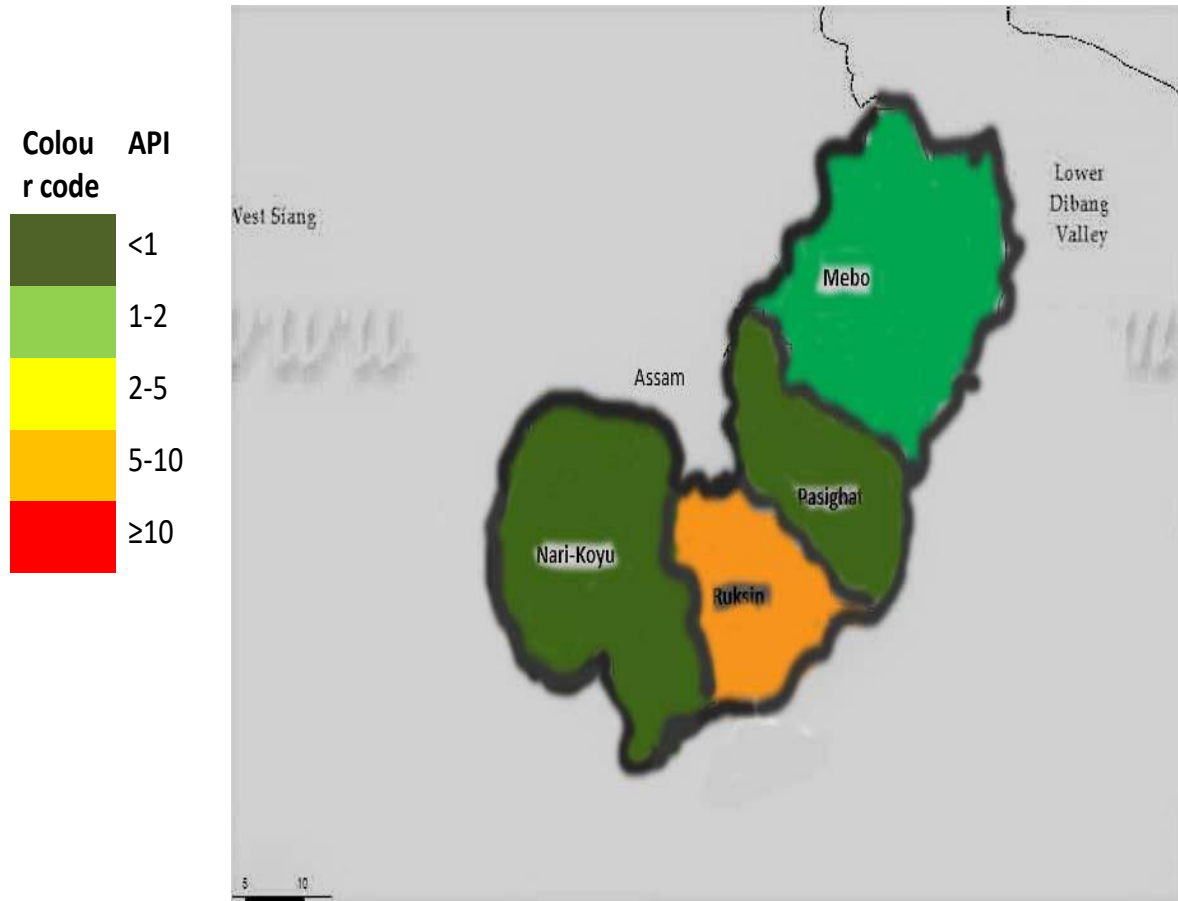 Colou API
r code
<1
1-2
2-5
5-10
≥10
West Siang
Lower
Dibang
Valley
Mebo
Assam
Pasighat
Nari-Koyu
Ruksin
5 10